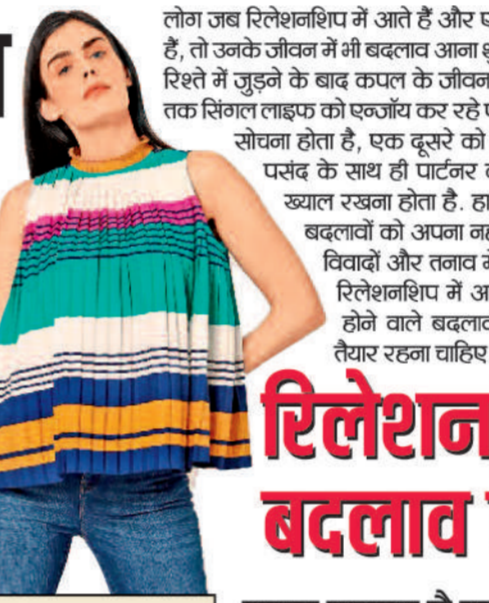 लोग जब रिलेशनशिप में आते हैं और
हैं, तो उनके जीवन में भी बदलाव आना
रिश्ते में जुड़ने के बाद कपल के जीवन
तक सिंगल लाइफ को एन्जॉय कर रहे
सोचना होता है, एक दूसरे को
पसंद के साथ ही पार्टनर
ख्याल रखना होता है. हा
बदलावों को अपना
विवादों और तनाव
रिलेशनशिप में
होने वाले बदलाव
तैयार रहना चाहिए
रिलेशन
बदलाव